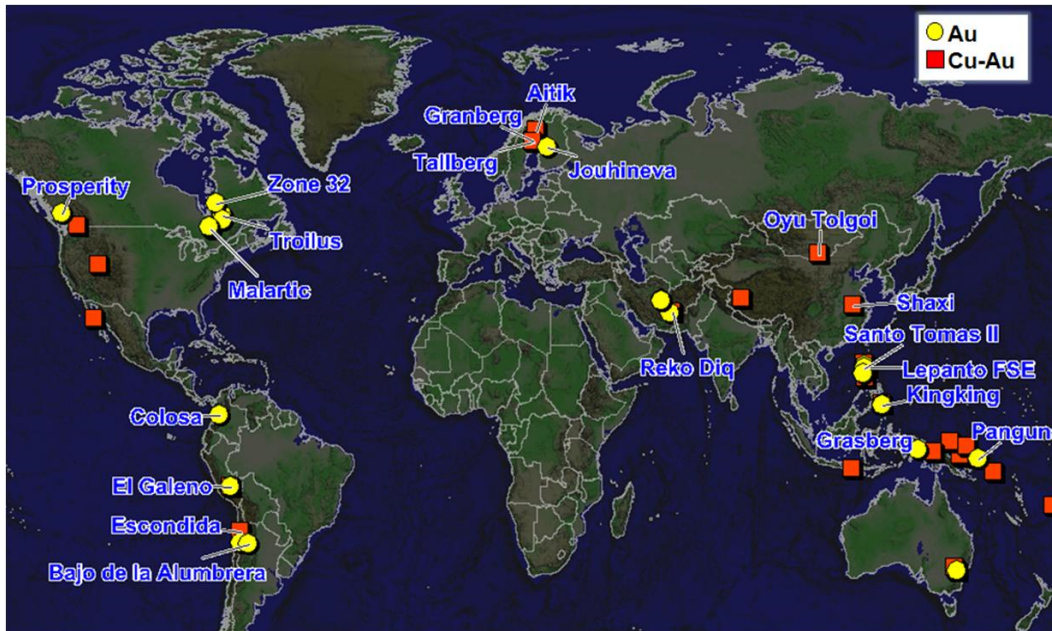 Au
Cu-Au
Aitik
Granberg
Tallberg
Jouhineva
Prosperity
Zone 32
Troilus
Malartic
Oyu Tolgoi
Shaxi
Santo Tomas II
Lepanto FSE
Reko Diq
Kingking
Colosa
Grasberg
Pangun
El Galeno
Escondida
Bajo de la Alumbrera